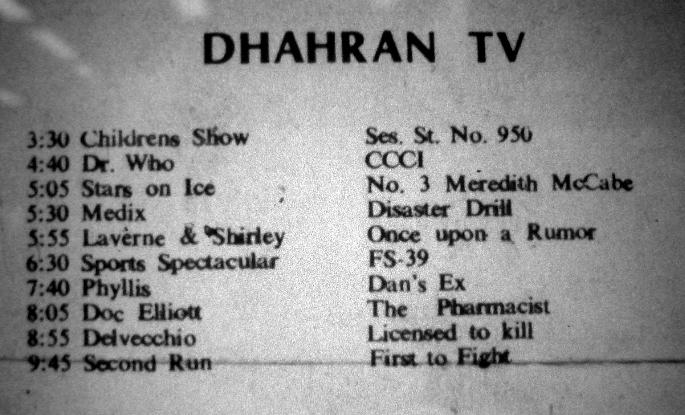 DHAHRAN TV
3:30 Childrens Show Ses. St. No. 950
4:40 Dr. Who CCCI
5:05 Stars on Ice No. 3 Meredith McCabe
5:30 Medix Disaster Drill
5:55 Laverne & Shirley Once upon a Rumor
6:30 Sports Spectacular FS-39
7:40 Phyllis Dan's Ex
8:05 Doc Elliott The Pharmacist
8:55 Delvecchio Licensed to kill
9:45 Second Run First to Fight